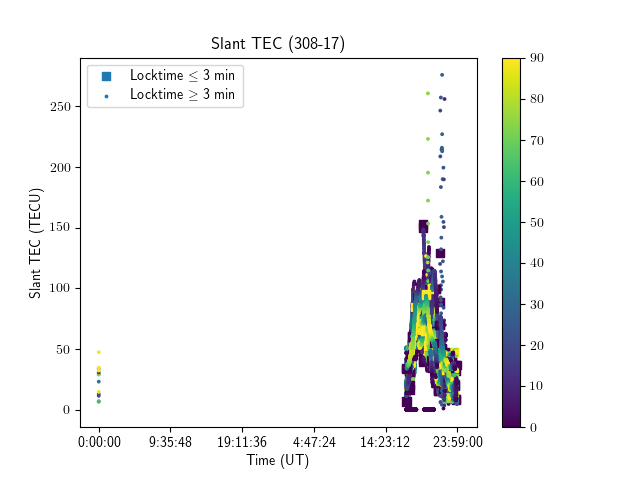 Slant TEC (308-17)
Locktime ≤ 3 min
Locktime ≥ 3 min
Slant TEC (TECU)
250
200
150
100
50
0
0:00:00 9:35:48 19:11:36 4:47:24 14:23:12 23:59:00
Time (UT)
90
80
70
60
50
40
30
20
10
0